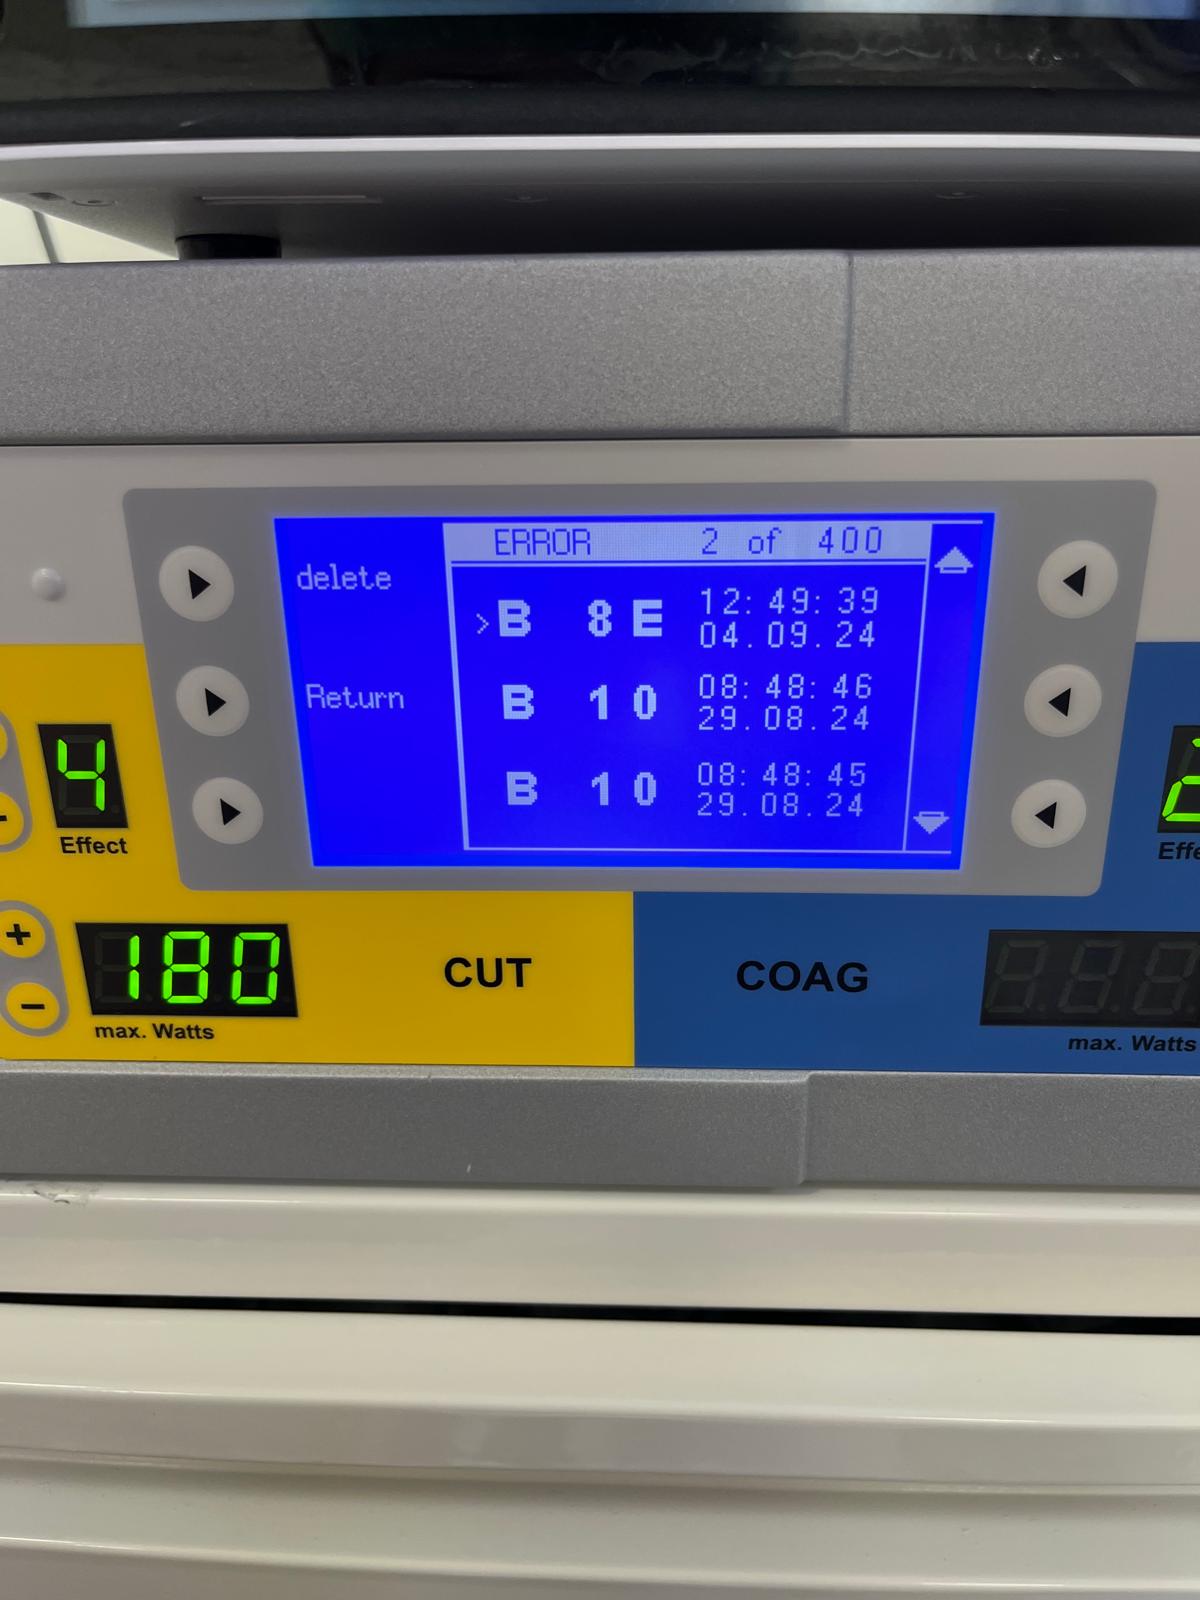 ERROR 2 of 400
delete
>B 8E 12:49:39
04.09.24
Return
B 10 08:48:46
29.08.24
B 10 08:48:45
29.08.24
4
Effect
+
-
180
max. Watts
CUT
COAG
max. Watts